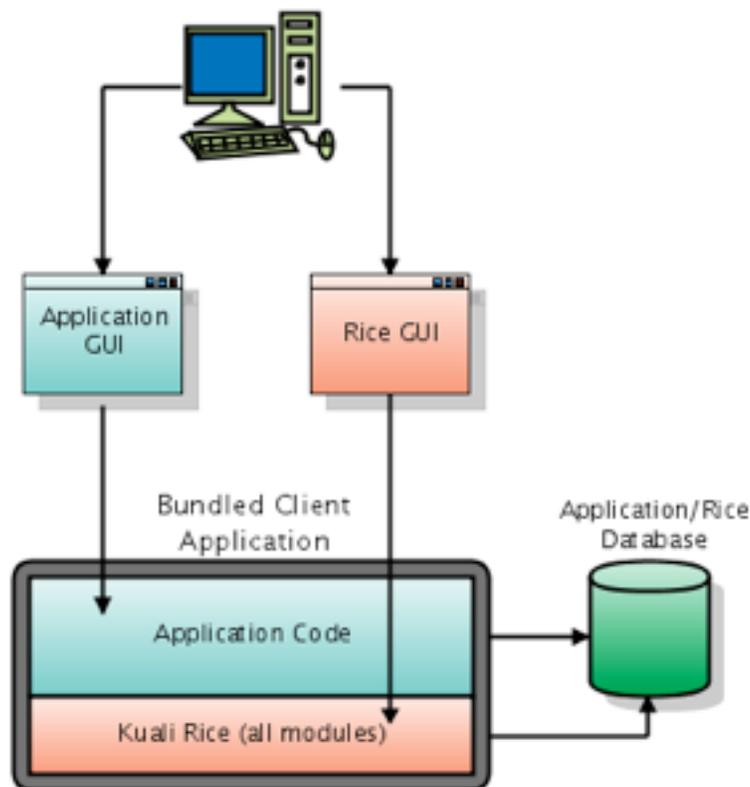 Application
GUI
Rice GUI
Bundled Client
Application
Application/Rice
Database
Application Code
Kuali Rice (all modules)